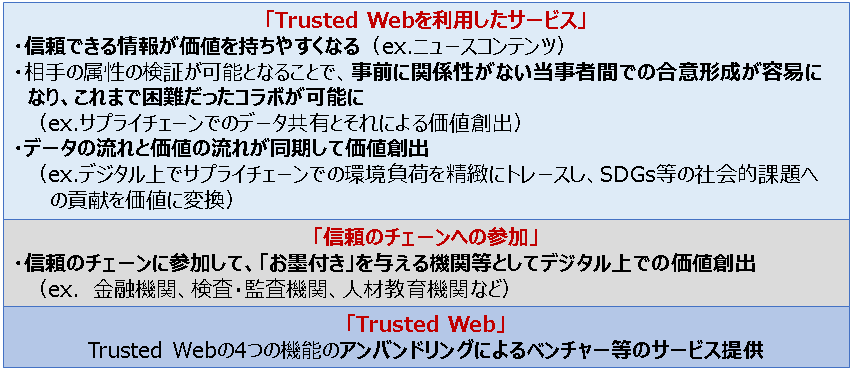 「Trusted Webを利用したサービス」
・信頼できる情報が価値を持ちやすくなる（ex.ニュースコンテンツ）
・相手の属性の検証が可能となることで、事前に関係性がない当事者間での合意形成が容易に
なり、これまで困難だったコラボが可能に
（ex.サプライチェーンでのデータ共有とそれによる価値創出）
・データの流れと価値の流れが同期して価値創出
（ex.デジタル上でサプライチェーンでの環境負荷を精緻にトレースし、SDGs等の社会的課題へ
の貢献を価値に変換）
「信頼のチェーンへの参加」
・信頼のチェーンに参加して、「お墨付き」を与える機関等としてデジタル上での価値創出
（ex. 金融機関、検査・監査機関、人材教育機関など）
「Trusted Web」
Trusted Webの4つの機能のアンバンドリングによるベンチャー等のサービス提供